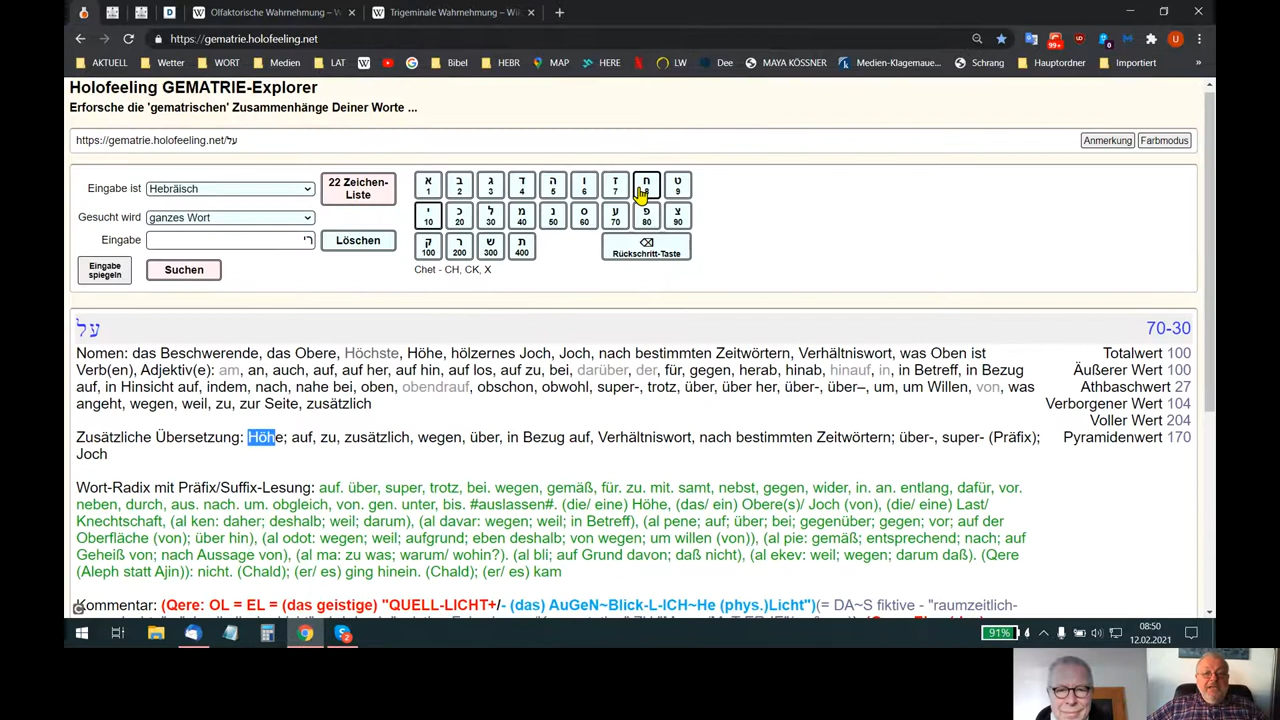 Olfaktorische Wahrnehmung – W
Trigeminale Wahrnehmung – Wi
https://gematrie.holofeeling.net
99+
0
U
AKTUELL
Wetter
WORT
Medien
LAT
Bibel
HEBR
MAP
HERE
LW
Dee
MAYA KÖSSNER
Medien-Klagemaue...
Schrang
Hauptordner
Importiert
»
Holofeeling GEMATRIE-Explorer
Erforsche die 'gematrischen' Zusammenhänge Deiner Worte ...
https://gematrie.holofeeling.net/על
Anmerkung
Farbmodus
Eingabe ist
Hebräisch
22 Zeichen-Liste
Gesucht wird
ganzes Wort
Eingabe
רי
Löschen
Eingabe spiegeln
Suchen
א ב ג ד ה ו ז ח ט
1 2 3 4 5 6 7 8 9
י כ ל מ נ ס ע פ צ
10 20 30 40 50 60 70 80 90
ק ר ש ת
100 200 300 400
Rückschritt-Taste
Chet - CH, CK, X
על
70-30
Nomen: das Beschwerende, das Obere, Höchste, Höhe, hölzernes Joch, Joch, nach bestimmten Zeitwörtern, Verhältniswort, was Oben ist
Verb(en), Adjektiv(e): am, an, auch, auf, auf her, auf hin, auf los, auf zu, bei, darüber, der, für, gegen, herab, hinab, hinauf, in, in Betreff, in Bezug
auf, in Hinsicht auf, indem, nach, nahe bei, oben, obendrauf, obschon, obwohl, super-, trotz, über, über her, über-, über–, um, um Willen, von, was
angeht, wegen, weil, zu, zur Seite, zusätzlich
Totalwert 100
Äußerer Wert 100
Athbaschwert 27
Verborgener Wert 104
Voller Wert 204
Pyramidenwert 170
Zusätzliche Übersetzung: Höhe; auf, zu, zusätzlich, wegen, über, in Bezug auf, Verhältniswort, nach bestimmten Zeitwörtern; über-, super- (Präfix);
Joch
Wort-Radix mit Präfix/Suffix-Lesung: auf. über, super, trotz, bei. wegen, gemäß, für. zu. mit. samt, nebst, gegen, wider, in. an. entlang, dafür, vor.
neben, durch, aus. nach. um. obgleich, von. gen. unter, bis. #auslassen#. (die/ eine) Höhe, (das/ ein) Obere(s)/ Joch (von), (die/ eine) Last/
Knechtschaft, (al ken: daher; deshalb; weil; darum), (al davar: wegen; weil; in Betreff), (al pene; auf; über; bei; gegenüber; gegen; vor; auf der
Oberfläche (von); über hin), (al odot: wegen; weil; aufgrund; eben deshalb; von wegen; um willen (von)), (al pie: gemäß; entsprechend; nach; auf
Geheiß von; nach Aussage von), (al ma: zu was; warum/ wohin?). (al bli; auf Grund davon; daß nicht), (al ekev: weil; wegen; darum daß). (Qere
(Aleph statt Ajin)): nicht. (Chald); (er/ es) ging hinein. (Chald); (er/ es) kam
Kommentar: (Qere: OL = EL = (das geistige) "QUELL-LICHT+/- (das) AuGeN~Blick-L-ICH~He (phys.)Licht")(= DA~S fiktive - "raumzeitlich-
91%
08:50
12.02.2021